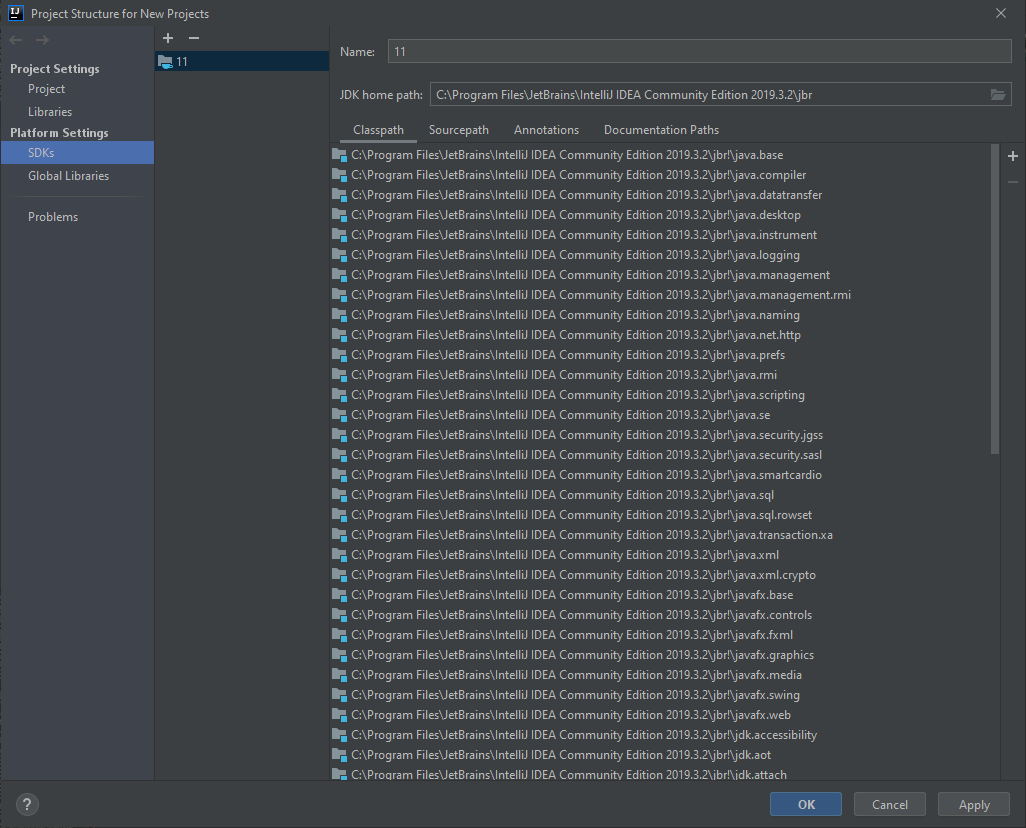 IJ Project Structure for New Projects
Project Settings
Project
Libraries
Platform Settings
SDKs
Global Libraries
Problems
11
Name: 11
JDK home path: C:\Program Files\JetBrains\IntelliJ IDEA Community Edition 2019.3.2\jbr
Classpath Sourcepath Annotations Documentation Paths
C:\Program Files\JetBrains\IntelliJ IDEA Community Edition 2019.3.2\jbr!\java.base
C:\Program Files\JetBrains\IntelliJ IDEA Community Edition 2019.3.2\jbr!\java.compiler
C:\Program Files\JetBrains\IntelliJ IDEA Community Edition 2019.3.2\jbr!\java.datatransfer
C:\Program Files\JetBrains\IntelliJ IDEA Community Edition 2019.3.2\jbr!\java.desktop
C:\Program Files\JetBrains\IntelliJ IDEA Community Edition 2019.3.2\jbr!\java.instrument
C:\Program Files\JetBrains\IntelliJ IDEA Community Edition 2019.3.2\jbr!\java.logging
C:\Program Files\JetBrains\IntelliJ IDEA Community Edition 2019.3.2\jbr!\java.management
C:\Program Files\JetBrains\IntelliJ IDEA Community Edition 2019.3.2\jbr!\java.management.rmi
C:\Program Files\JetBrains\IntelliJ IDEA Community Edition 2019.3.2\jbr!\java.naming
C:\Program Files\JetBrains\IntelliJ IDEA Community Edition 2019.3.2\jbr!\java.net.http
C:\Program Files\JetBrains\IntelliJ IDEA Community Edition 2019.3.2\jbr!\java.prefs
C:\Program Files\JetBrains\IntelliJ IDEA Community Edition 2019.3.2\jbr!\java.rmi
C:\Program Files\JetBrains\IntelliJ IDEA Community Edition 2019.3.2\jbr!\java.scripting
C:\Program Files\JetBrains\IntelliJ IDEA Community Edition 2019.3.2\jbr!\java.se
C:\Program Files\JetBrains\IntelliJ IDEA Community Edition 2019.3.2\jbr!\java.security.jgss
C:\Program Files\JetBrains\IntelliJ IDEA Community Edition 2019.3.2\jbr!\java.security.sasl
C:\Program Files\JetBrains\IntelliJ IDEA Community Edition 2019.3.2\jbr!\java.smartcardio
C:\Program Files\JetBrains\IntelliJ IDEA Community Edition 2019.3.2\jbr!\java.sql
C:\Program Files\JetBrains\IntelliJ IDEA Community Edition 2019.3.2\jbr!\java.sql.rowset
C:\Program Files\JetBrains\IntelliJ IDEA Community Edition 2019.3.2\jbr!\java.transaction.xa
C:\Program Files\JetBrains\IntelliJ IDEA Community Edition 2019.3.2\jbr!\java.xml
C:\Program Files\JetBrains\IntelliJ IDEA Community Edition 2019.3.2\jbr!\java.xml.crypto
C:\Program Files\JetBrains\IntelliJ IDEA Community Edition 2019.3.2\jbr!\javafx.base
C:\Program Files\JetBrains\IntelliJ IDEA Community Edition 2019.3.2\jbr!\javafx.controls
C:\Program Files\JetBrains\IntelliJ IDEA Community Edition 2019.3.2\jbr!\javafx.fxml
C:\Program Files\JetBrains\IntelliJ IDEA Community Edition 2019.3.2\jbr!\javafx.graphics
C:\Program Files\JetBrains\IntelliJ IDEA Community Edition 2019.3.2\jbr!\javafx.media
C:\Program Files\JetBrains\IntelliJ IDEA Community Edition 2019.3.2\jbr!\javafx.swing
C:\Program Files\JetBrains\IntelliJ IDEA Community Edition 2019.3.2\jbr!\javafx.web
C:\Program Files\JetBrains\IntelliJ IDEA Community Edition 2019.3.2\jbr!\jdk.accessibility
C:\Program Files\JetBrains\IntelliJ IDEA Community Edition 2019.3.2\jbr!\jdk.aot
C:\Program Files\JetBrains\IntelliJ IDEA Community Edition 2019.3.2\jbr!\jdk.attach
? OK Cancel Apply